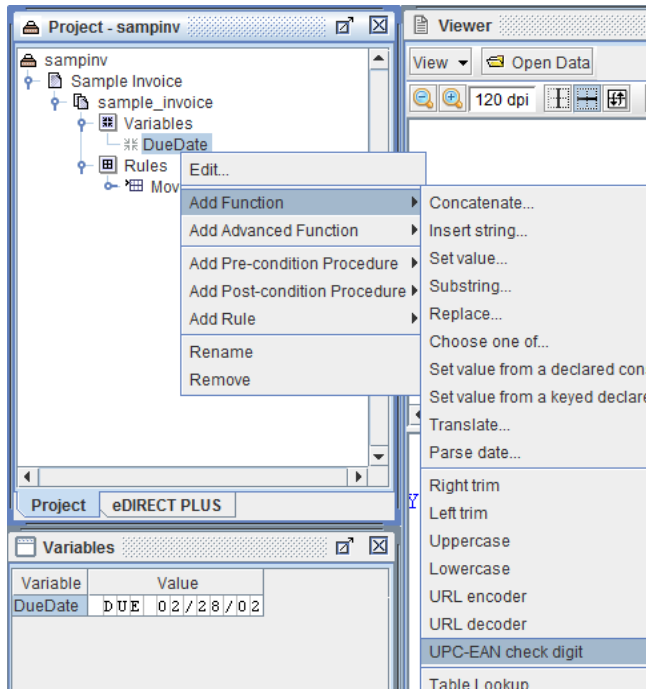 Project - sampinv
sampinv
Sample Invoice
sample_invoice
Variables
DueDate
Rules
Mov
Edit...
Add Function
Add Advanced Function
Add Pre-condition Procedure
Add Post-condition Procedure
Add Rule
Rename
Remove
Project eDIRECT PLUS
Variables
Variable Value
DueDate DUE 02/28/02
Viewer
View Open Data
120 dpi
Concatenate...
Insert string...
Set value...
Substring...
Replace...
Choose one of...
Set value from a declared con
Set value from a keyed declare
Translate...
Parse date...
Right trim
Left trim
Uppercase
Lowercase
URL encoder
URL decoder
UPC-EAN check digit
Table Lookup
Y